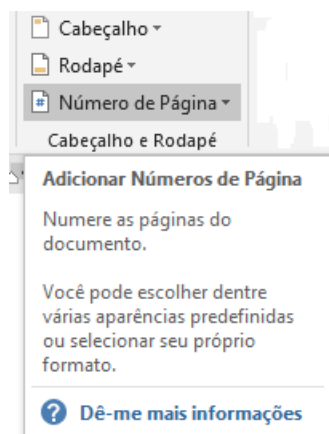 Cabeçalho
Rodapé
# Número de Página
Cabeçalho e Rodapé
Adicionar Números de Página
Numere as páginas do
documento.
Você pode escolher dentre
várias aparências predefinidas
ou selecionar seu próprio
formato.
? Dê-me mais informações